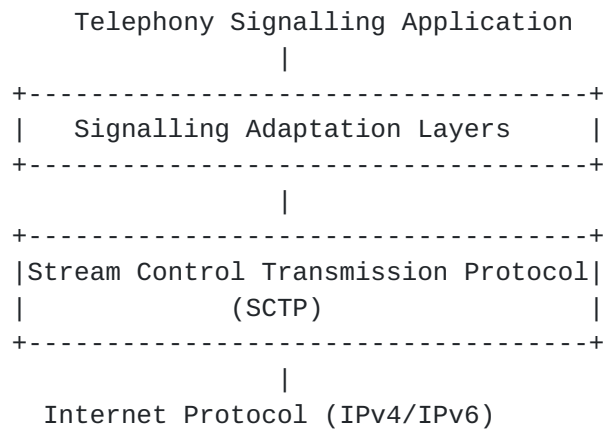 Telephony Signalling Application
|
+------------------------------------+
| Signalling Adaptation Layers |
+------------------------------------+
|
+------------------------------------+
|Stream Control Transmission Protocol|
| (SCTP) |
+------------------------------------+
|
Internet Protocol (IPv4/IPv6)